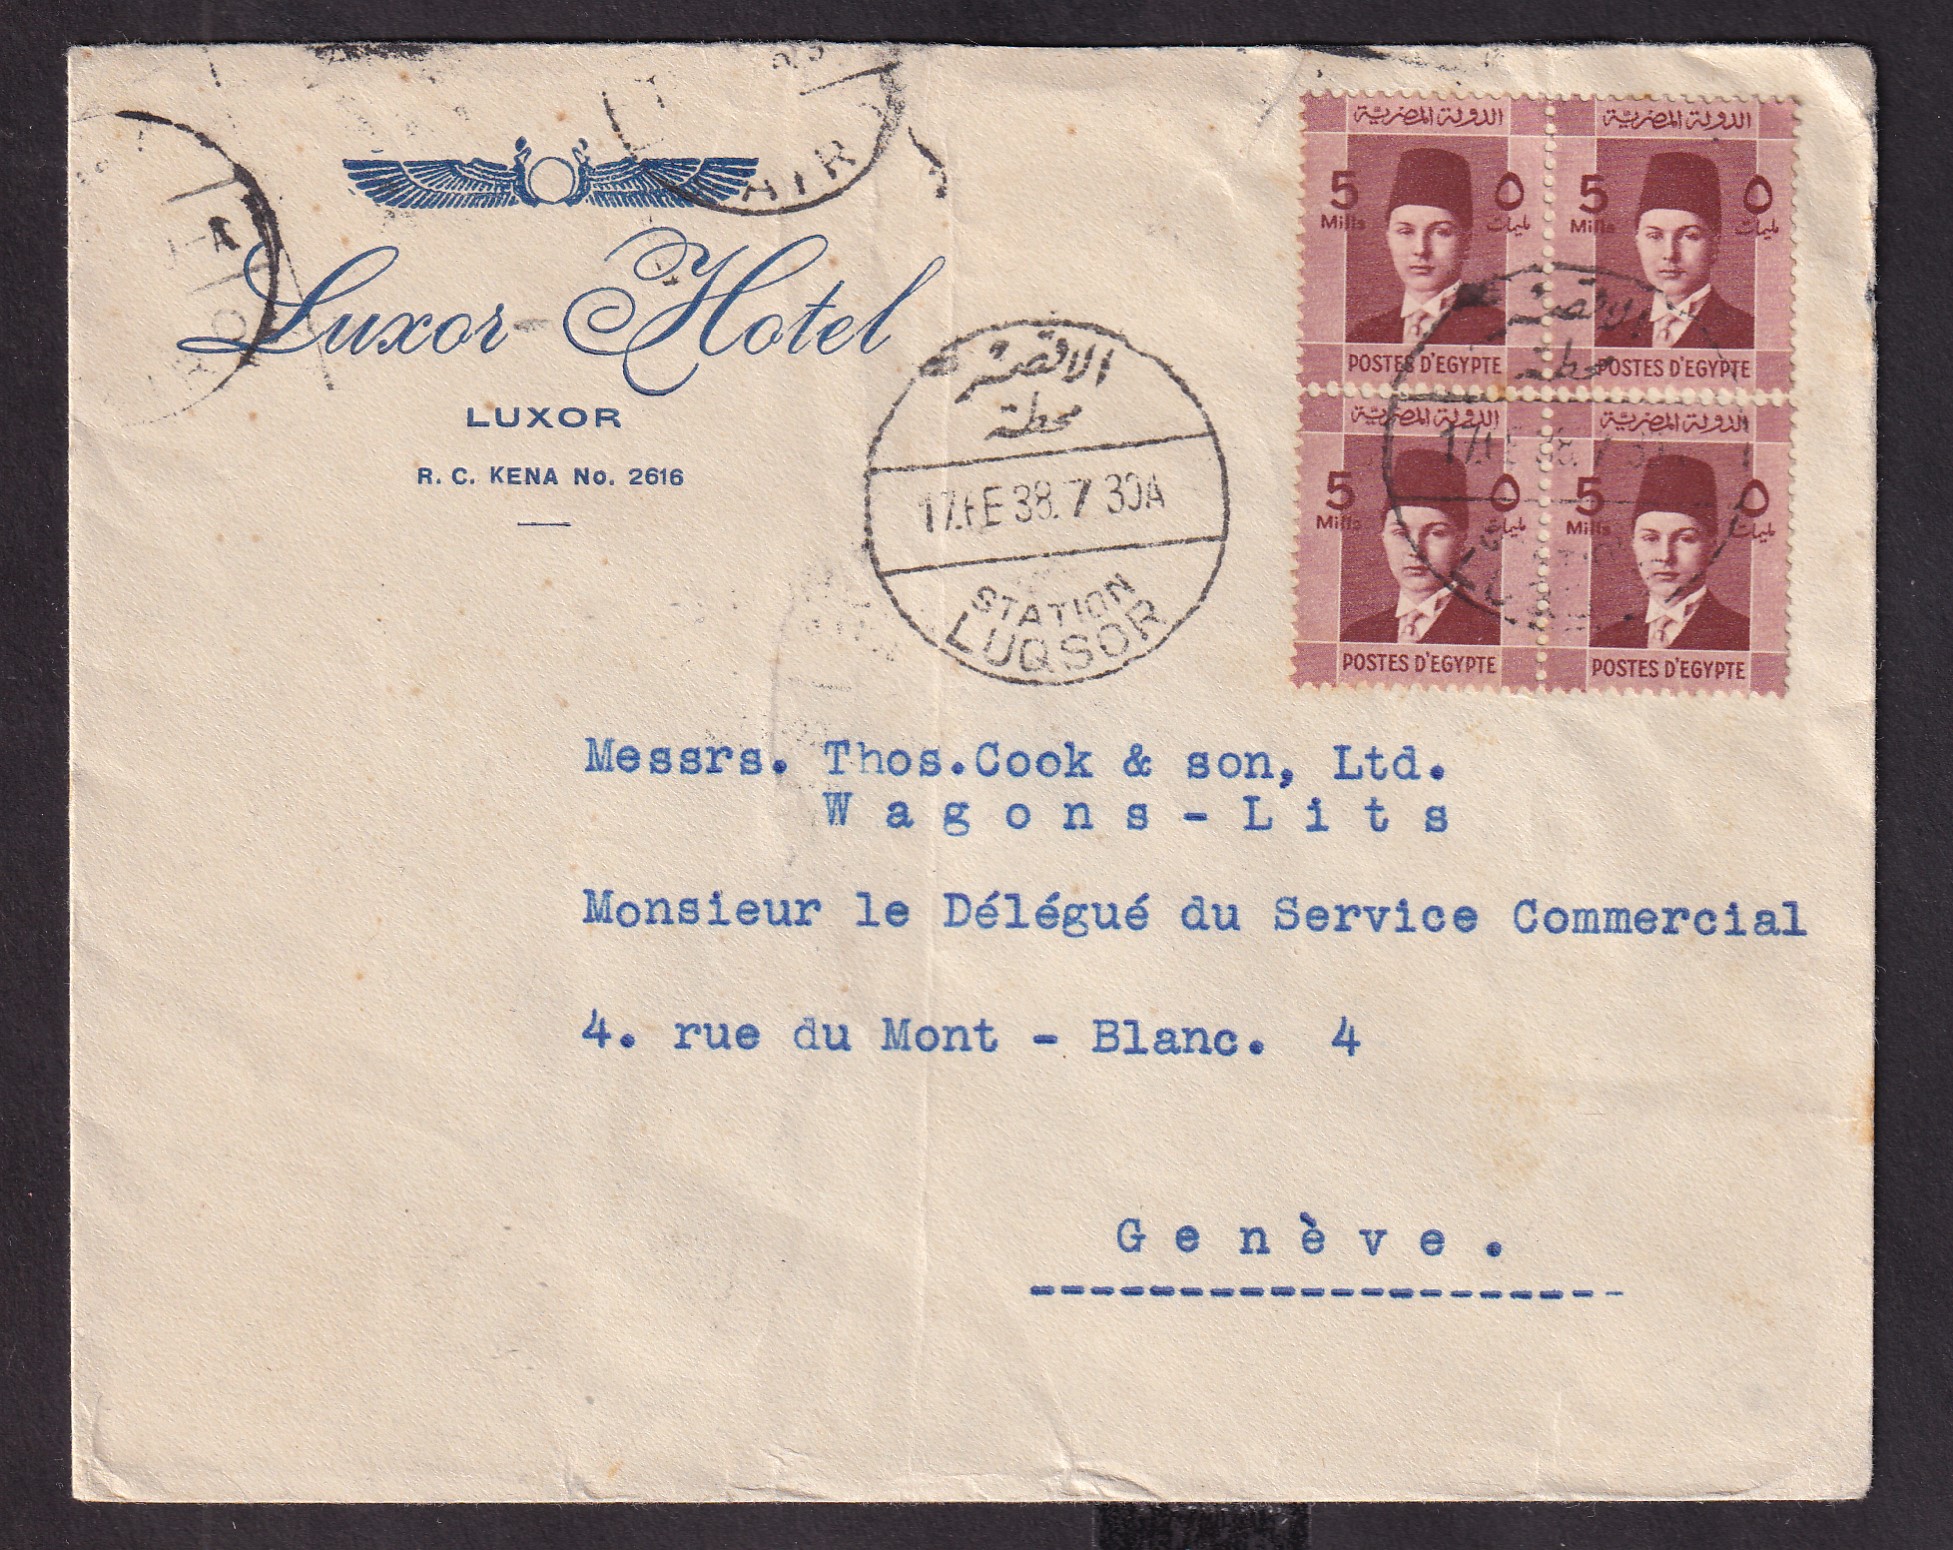 Luxor Hotel
LUXOR
R. C. KENA No. 2616
الاقصر
محطة
17.FE 38.7 30A
STATION
LUQSOR
الدولة المصرية
5 ٥
Mills مليمات
POSTES D'EGYPTE
الدولة المصرية
5 ٥
Mills مليمات
POSTES D'EGYPTE
الدولة المصرية
5 ٥
Mills مليمات
POSTES D'EGYPTE
الدولة المصرية
5 ٥
Mills مليمات
POSTES D'EGYPTE
الاقصر
محطة
Messrs. Thos.Cook & son, Ltd.
Wagons-Lits
Monsieur le Délégué du Service Commercial
4. rue du Mont - Blanc. 4
Genève.